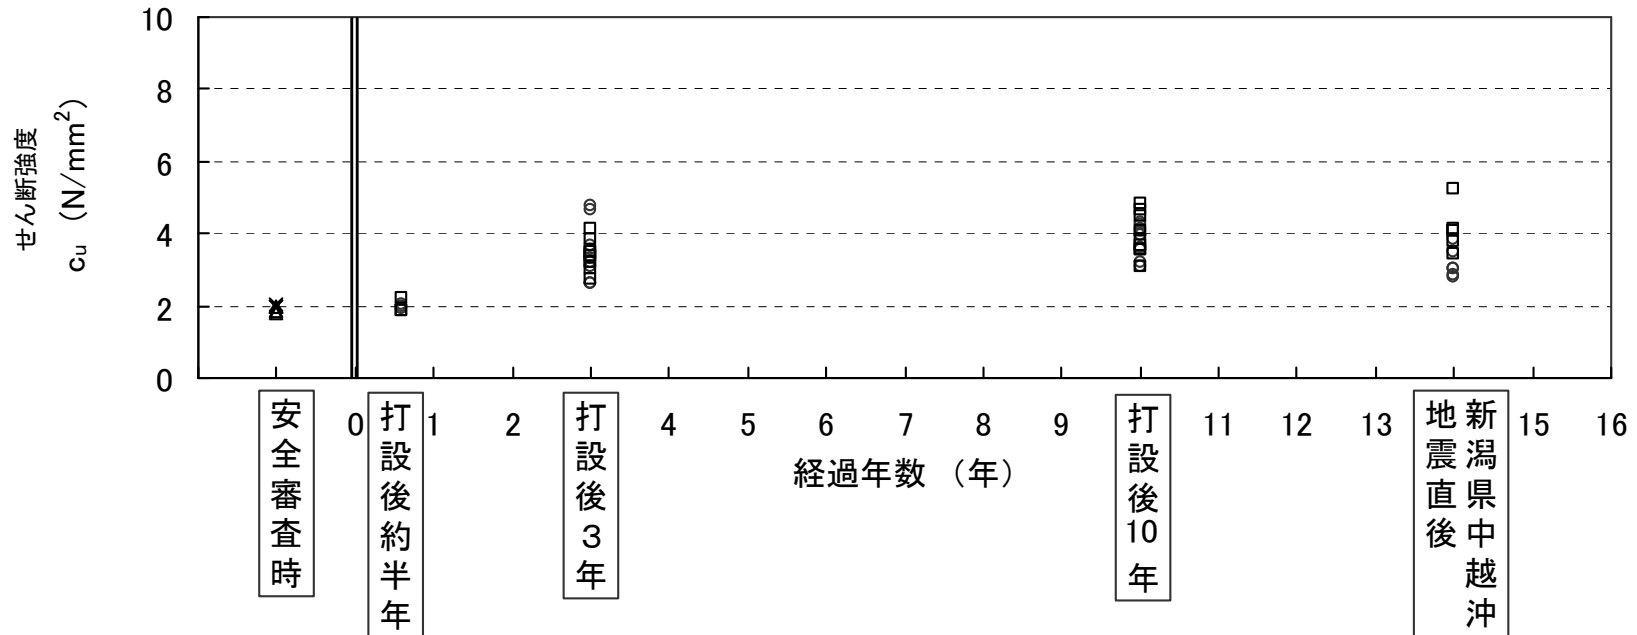 せん断強度
cu (N/mm2)
10
8
6
4
2
0
0 1 2 4 5 6 7 8 9 11 12 13 15 16
経過年数 (年)
安全審査時
打設後約半年
打設後3年
打設後10年
新潟県中越沖
地震直後